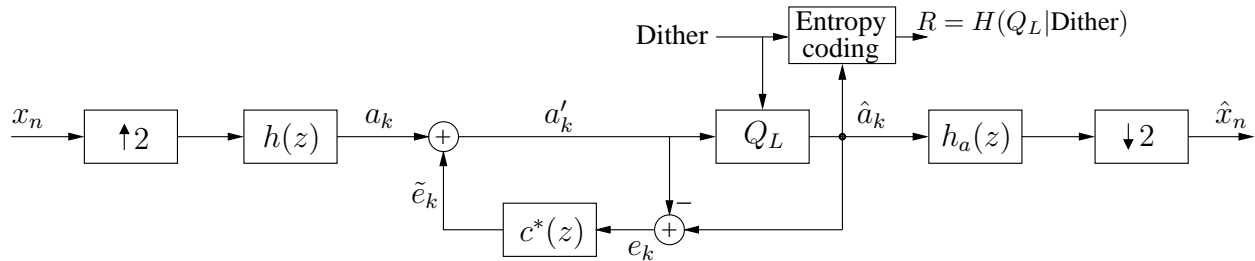 Dither
Entropy
coding
R = H(Q_L|Dither)
x_n
↑2
h(z)
a_k
+
a'_k
Q_L
â_k
h_a(z)
↓2
x̂_n
ẽ_k
c*(z)
e_k
+
−